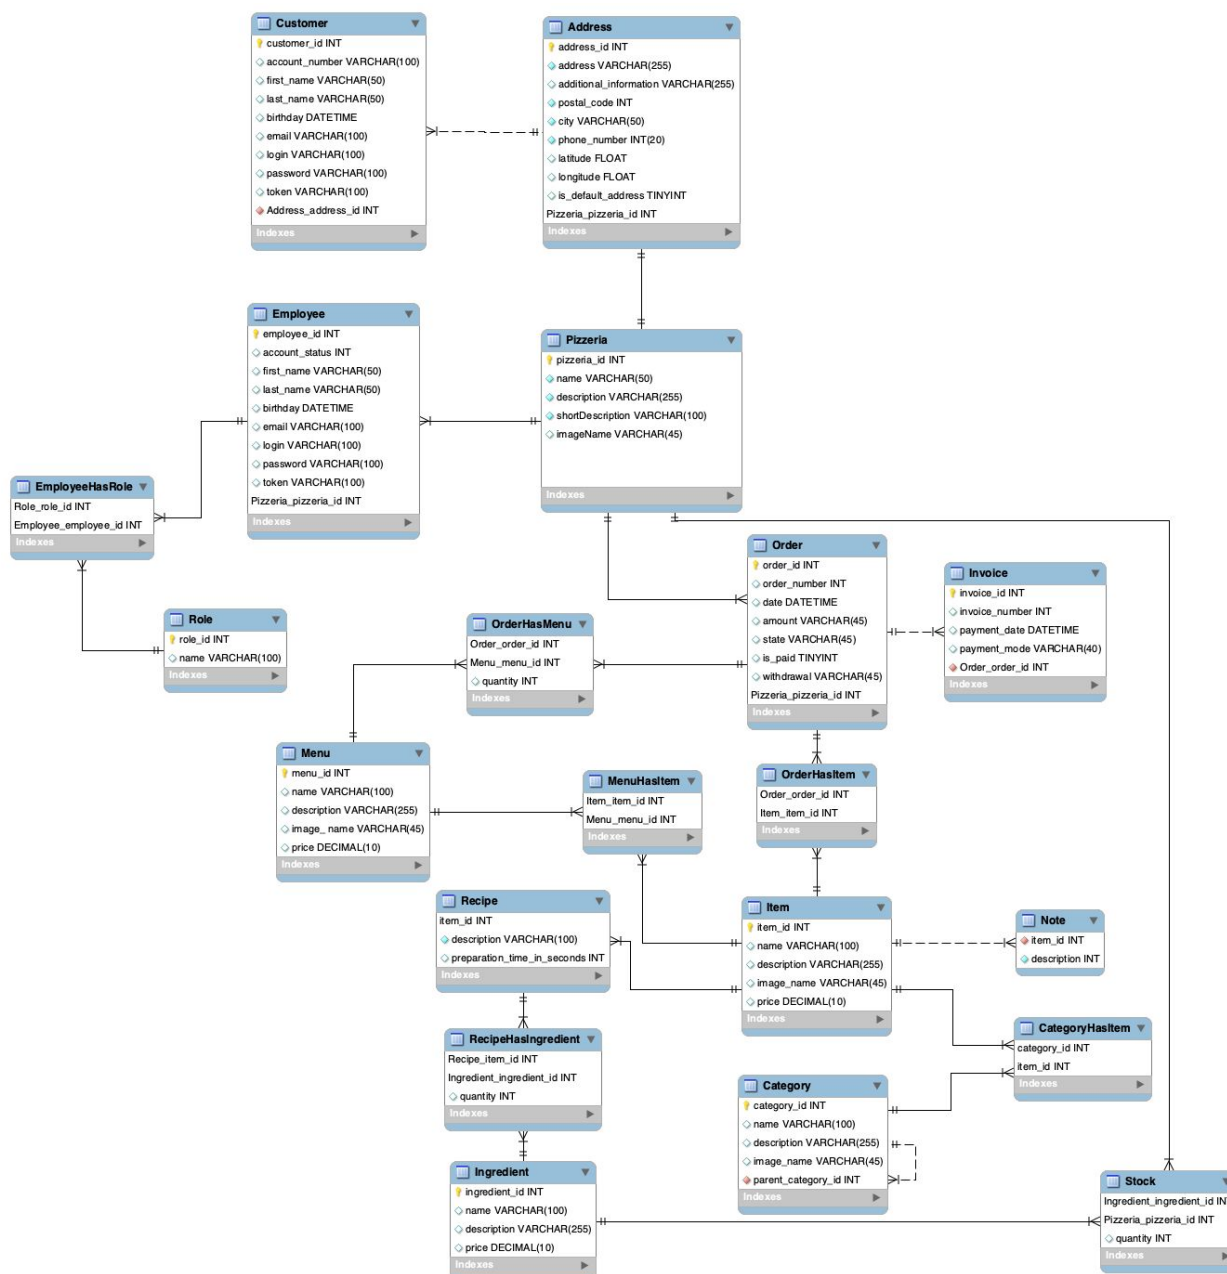 Customer
customer_id INT
account_number VARCHAR(100)
first_name VARCHAR(50)
last_name VARCHAR(50)
birthday DATETIME
email VARCHAR(100)
login VARCHAR(100)
password VARCHAR(100)
token VARCHAR(100)
Address_address_id INT
Indexes
Address
address_id INT
address VARCHAR(255)
additional_information VARCHAR(255)
postal_code INT
city VARCHAR(50)
phone_number INT(20)
latitude FLOAT
longitude FLOAT
is_default_address TINYINT
Pizzeria_pizzeria_id INT
Indexes
Employee
employee_id INT
account_status INT
first_name VARCHAR(50)
last_name VARCHAR(50)
birthday DATETIME
email VARCHAR(100)
login VARCHAR(100)
password VARCHAR(100)
token VARCHAR(100)
Pizzeria_pizzeria_id INT
Indexes
Pizzeria
pizzeria_id INT
name VARCHAR(50)
description VARCHAR(255)
shortDescription VARCHAR(100)
imageName VARCHAR(45)
Indexes
EmployeeHasRole
Role_role_id INT
Employee_employee_id INT
Indexes
Role
role_id INT
name VARCHAR(100)
Indexes
OrderHasMenu
Order_order_id INT
Menu_menu_id INT
quantity INT
Indexes
Order
order_id INT
order_number INT
date DATETIME
amount VARCHAR(45)
state VARCHAR(45)
is_paid TINYINT
withdrawal VARCHAR(45)
Pizzeria_pizzeria_id INT
Indexes
Invoice
invoice_id INT
invoice_number INT
payment_date DATETIME
payment_mode VARCHAR(40)
Order_order_id INT
Indexes
Menu
menu_id INT
name VARCHAR(100)
description VARCHAR(255)
image_ name VARCHAR(45)
price DECIMAL(10)
Indexes
MenuHasItem
Item_item_id INT
Menu_menu_id INT
Indexes
OrderHasItem
Order_order_id INT
Item_item_id INT
Indexes
Recipe
item_id INT
description VARCHAR(100)
preparation_time_in_seconds INT
Indexes
Item
item_id INT
name VARCHAR(100)
description VARCHAR(255)
image_name VARCHAR(45)
price DECIMAL(10)
Indexes
Note
item_id INT
description INT
Indexes
RecipeHasIngredient
Recipe_item_id INT
Ingredient_ingredient_id INT
quantity INT
Indexes
CategoryHasItem
category_id INT
item_id INT
Indexes
Category
category_id INT
name VARCHAR(100)
description VARCHAR(255)
image_name VARCHAR(45)
parent_category_id INT
Indexes
Ingredient
ingredient_id INT
name VARCHAR(100)
description VARCHAR(255)
price DECIMAL(10)
Indexes
Stock
Ingredient_ingredient_id INT
Pizzeria_pizzeria_id INT
quantity INT
Indexes